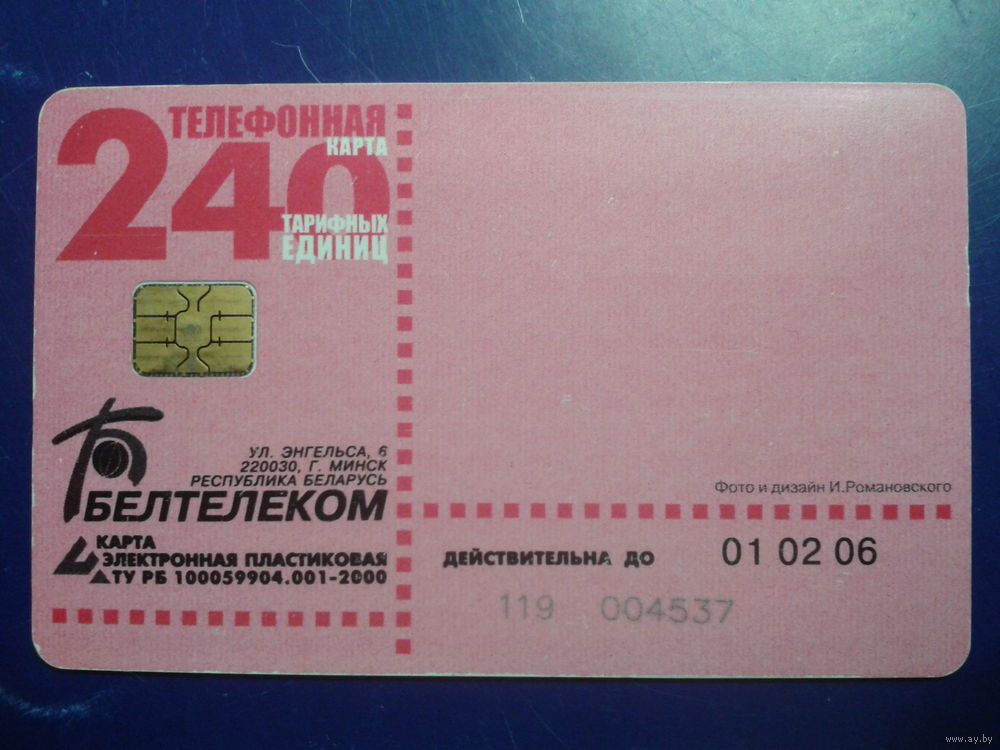 ТЕЛЕФОННАЯ
КАРТА
240
ТАРИФНЫХ
ЕДИНИЦ
УЛ. ЭНГЕЛЬСА, 6
220030, Г. МИНСК
РЕСПУБЛИКА БЕЛАРУСЬ
БЕЛТЕЛЕКОМ
КАРТА
ЭЛЕКТРОННАЯ ПЛАСТИКОВАЯ
ТУ РБ 100059904.001-2000
Фото и дизайн И.Романовского
ДЕЙСТВИТЕЛЬНА ДО 01 02 06
119 004537
www.ay.by